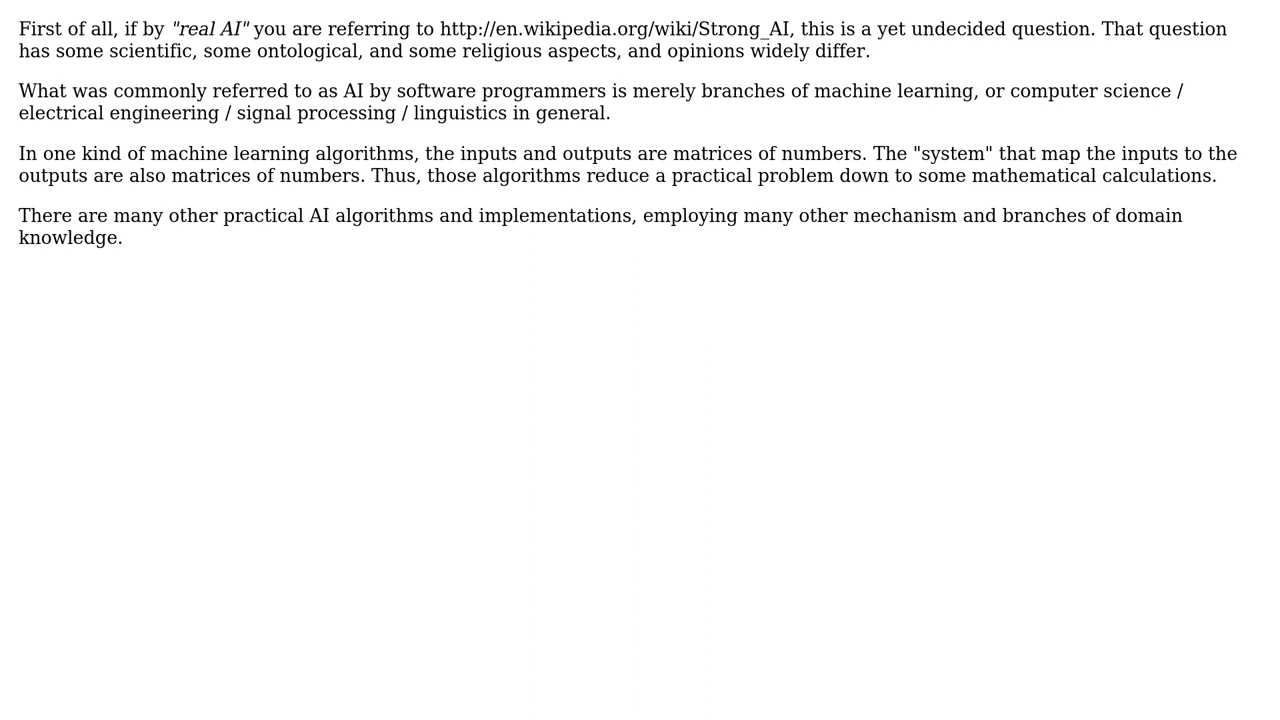 First of all, if by "real AI" you are referring to http://en.wikipedia.org/wiki/Strong_AI, this is a yet undecided question. That question
has some scientific, some ontological, and some religious aspects, and opinions widely differ.
What was commonly referred to as AI by software programmers is merely branches of machine learning, or computer science /
electrical engineering / signal processing / linguistics in general.
In one kind of machine learning algorithms, the inputs and outputs are matrices of numbers. The "system" that map the inputs to the
outputs are also matrices of numbers. Thus, those algorithms reduce a practical problem down to some mathematical calculations.
There are many other practical AI algorithms and implementations, employing many other mechanism and branches of domain
knowledge.